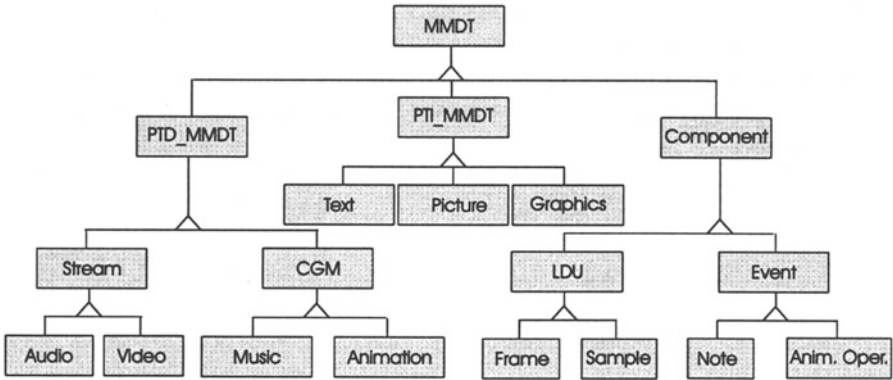 MMDT
PTD_MMDT
PTI_MMDT
Component
Text
Picture
Graphics
Stream
CGM
LDU
Event
Audio
Video
Music
Animation
Frame
Sample
Note
Anim. Oper.